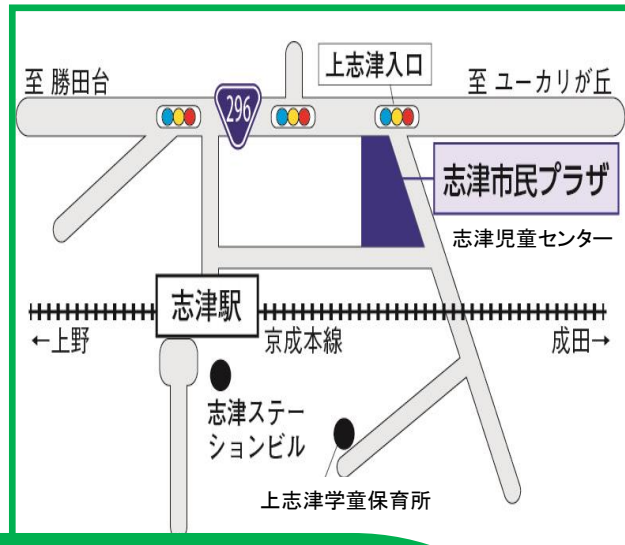 至 勝田台
296
上志津入口
至 ユーカリが丘
志津市民プラザ
志津児童センター
志津駅
←上野
京成本線
成田→
志津ステー
ションビル
上志津学童保育所